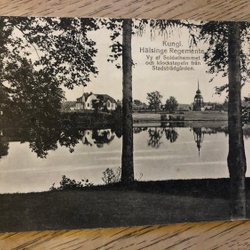 Kungl.
Hälsinge Regemente
Vy af Soldathemmet
och klockstapeln från
Stadsträdgården.